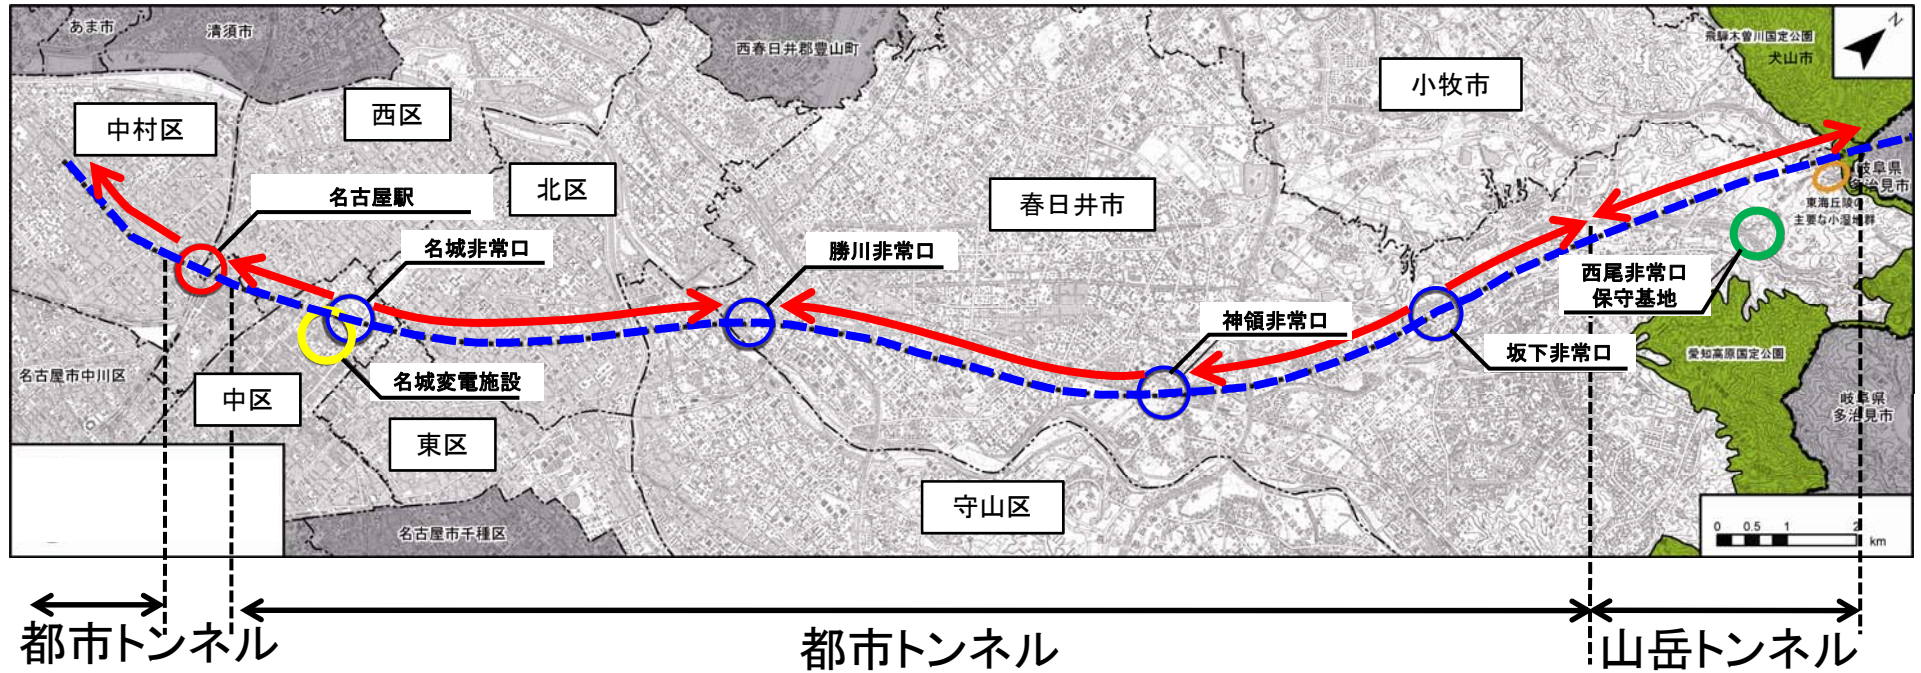 あま市
清須市
西春日井郡豊山町
飛騨木曽川国定公園
犬山市
N
中村区
西区
小牧市
北区
名古屋駅
春日井市
岐阜県
多治見市
東海丘陵の
主要な小湿地群
名城非常口
勝川非常口
西尾非常口
保守基地
神領非常口
坂下非常口
愛知高原国定公園
名古屋市中川区
名城変電施設
中区
東区
岐阜県
多治見市
守山区
名古屋市千種区
0 0.5 1 2
km
都市トンネル
都市トンネル
山岳トンネル